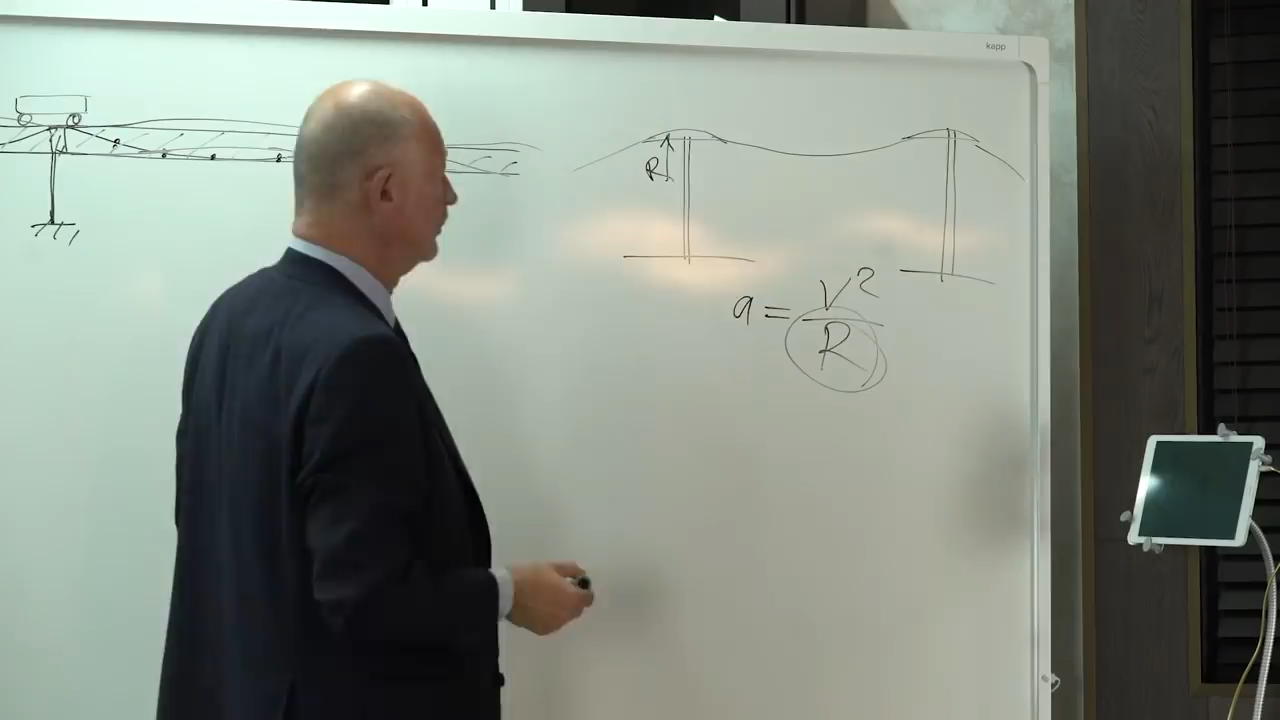 kapp
R
a = V²/R